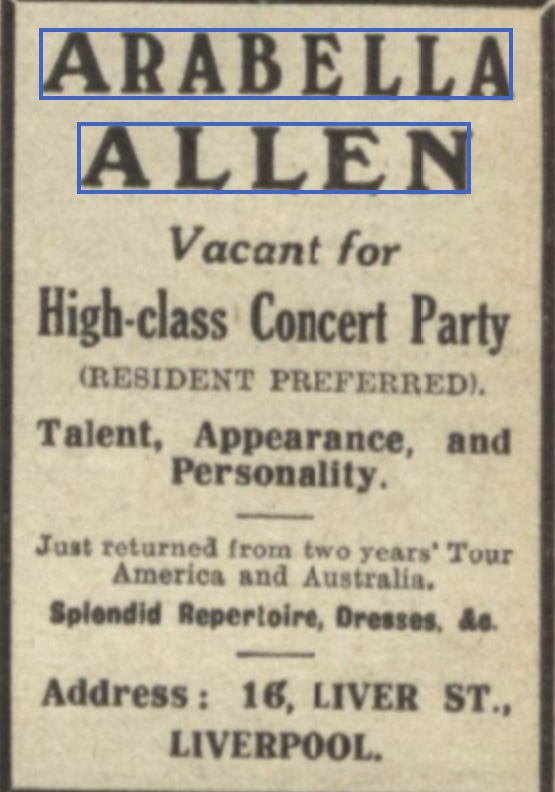 ARABELLA
ALLEN
Vacant for
High-class Concert Party
(RESIDENT PREFERRED).
Talent, Appearance, and
Personality.
Just returned from two years' Tour
America and Australia.
Splendid Repertoire, Dresses, &c.
Address: 16, LIVER ST.,
LIVERPOOL.